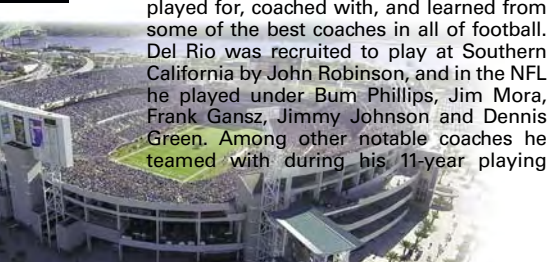 played for, coached with, and learned from
some of the best coaches in all of football.
Del Rio was recruited to play at Southern
California by John Robinson, and in the NFL
he played under Bum Phillips, Jim Mora,
Frank Gansz, Jimmy Johnson and Dennis
Green. Among other notable coaches he
teamed with during his 11-year playing